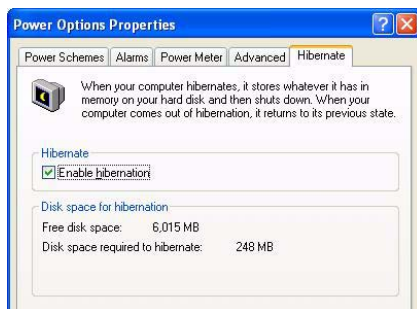 Power Options Properties
Power Schemes Alarms Power Meter Advanced Hibernate
When your computer hibernates, it stores whatever it has in
memory on your hard disk and then shuts down. When your
computer comes out of hibernation, it returns to its previous state.
Hibernate
Enable hibernation
Disk space for hibernation
Free disk space: 6,015 MB
Disk space required to hibernate: 248 MB